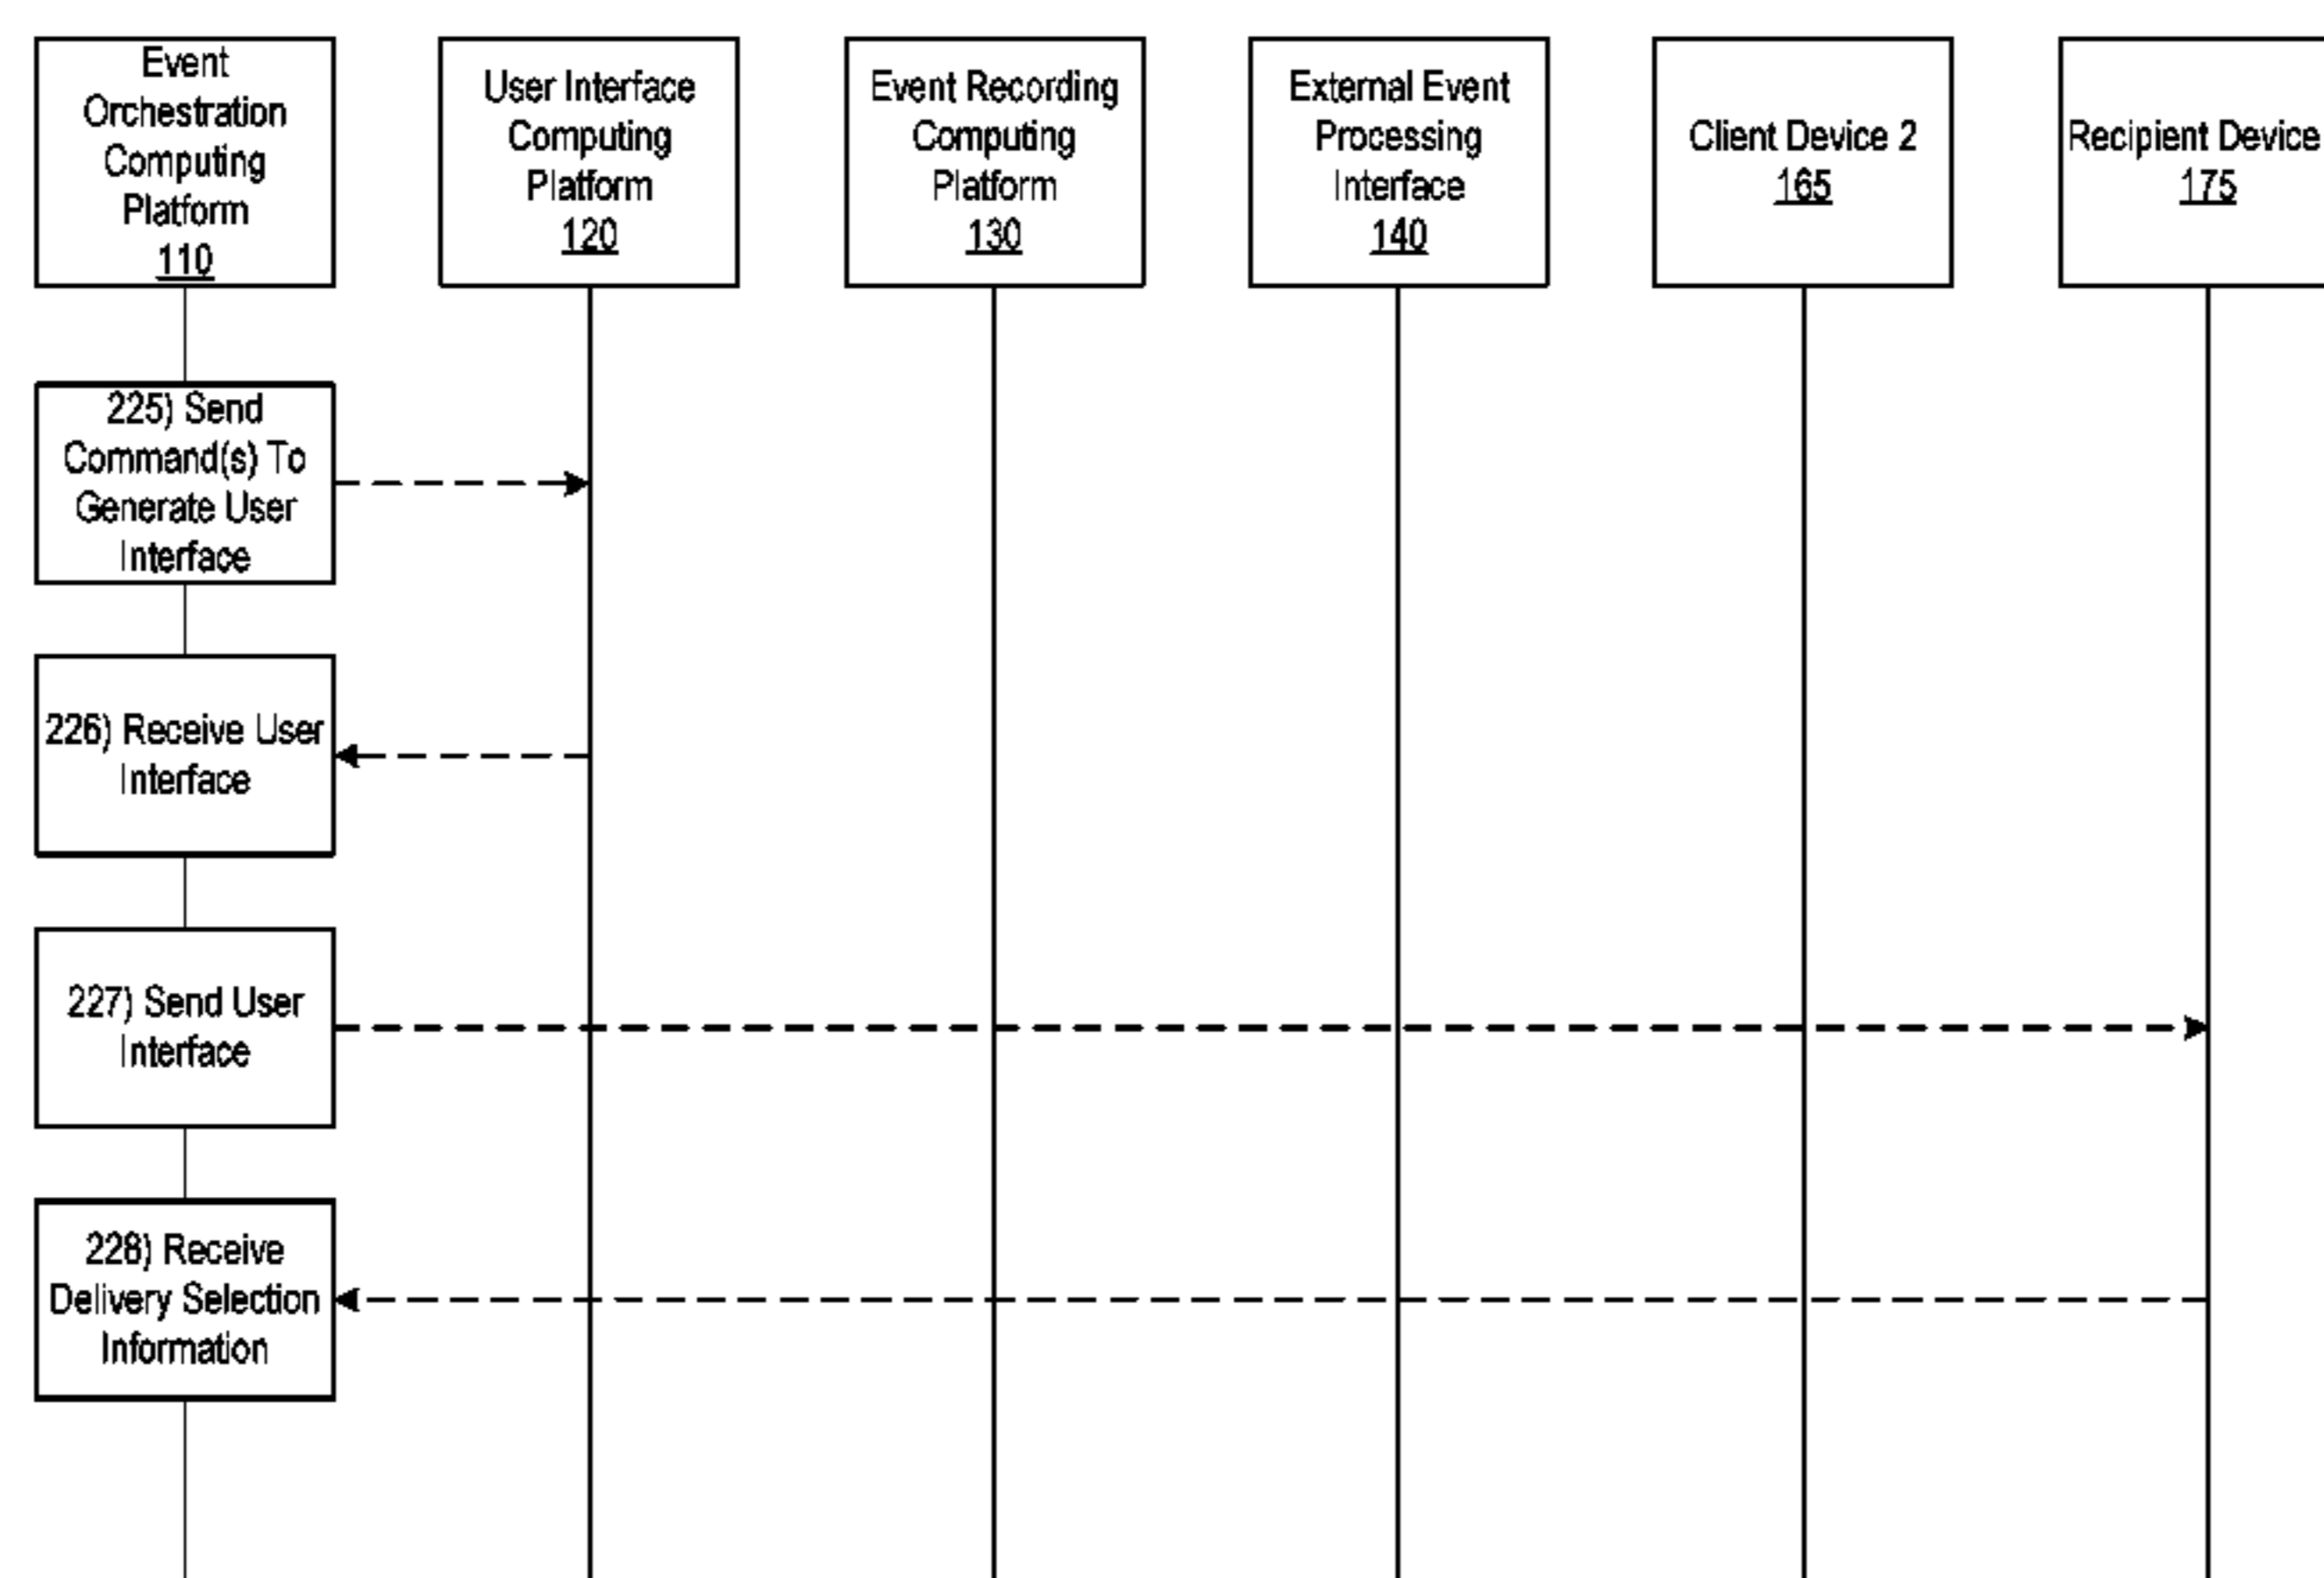 Event
Orchestration
Computing
Platform
110
User Interface
Computing
Platform
120
Event Recording
Computing
Platform
130
External Event
Processing
Interface
140
Client Device 2
165
Recipient Device
175
225) Send
Command(s) To
Generate User
Interface
226) Receive User
Interface
227) Send User
Interface
228) Receive
Delivery Selection
Information